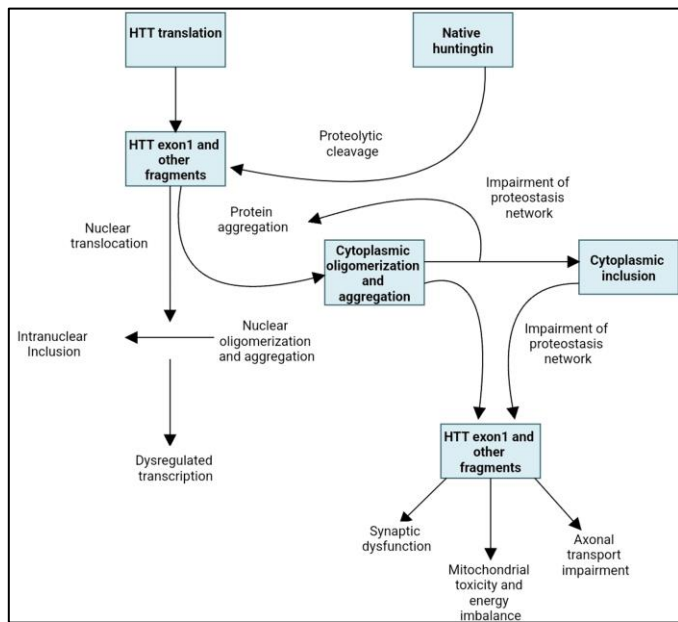 HTT translation
Native
huntingtin
Proteolytic
cleavage
HTT exon1 and
other
fragments
Impairment of
proteostasis
network
Protein
aggregation
Nuclear
translocation
Cytoplasmic
oligomerization
and
aggregation
Cytoplasmic
inclusion
Intranuclear
Inclusion
Nuclear
oligomerization
and aggregation
Impairment of
proteostasis
network
Dysregulated
transcription
HTT exon1 and
other
fragments
Synaptic
dysfunction
Mitochondrial
toxicity and
energy
imbalance
Axonal
transport
impairment